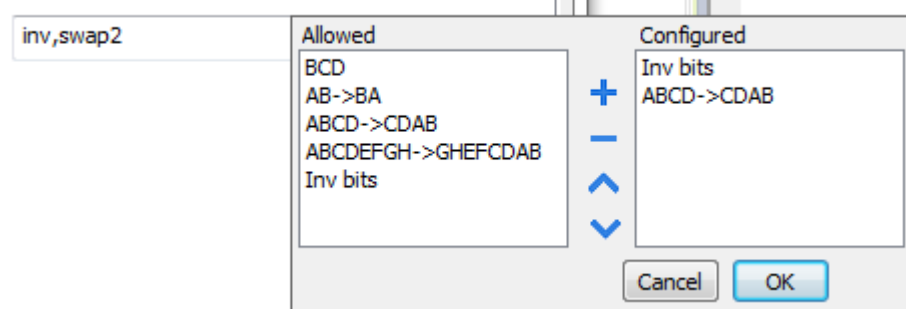 inv,swap2
Allowed
BCD
AB->BA
ABCD->CDAB
ABCDEFGH->GHEFCDAB
Inv bits
Configured
Inv bits
ABCD->CDAB
Cancel
OK